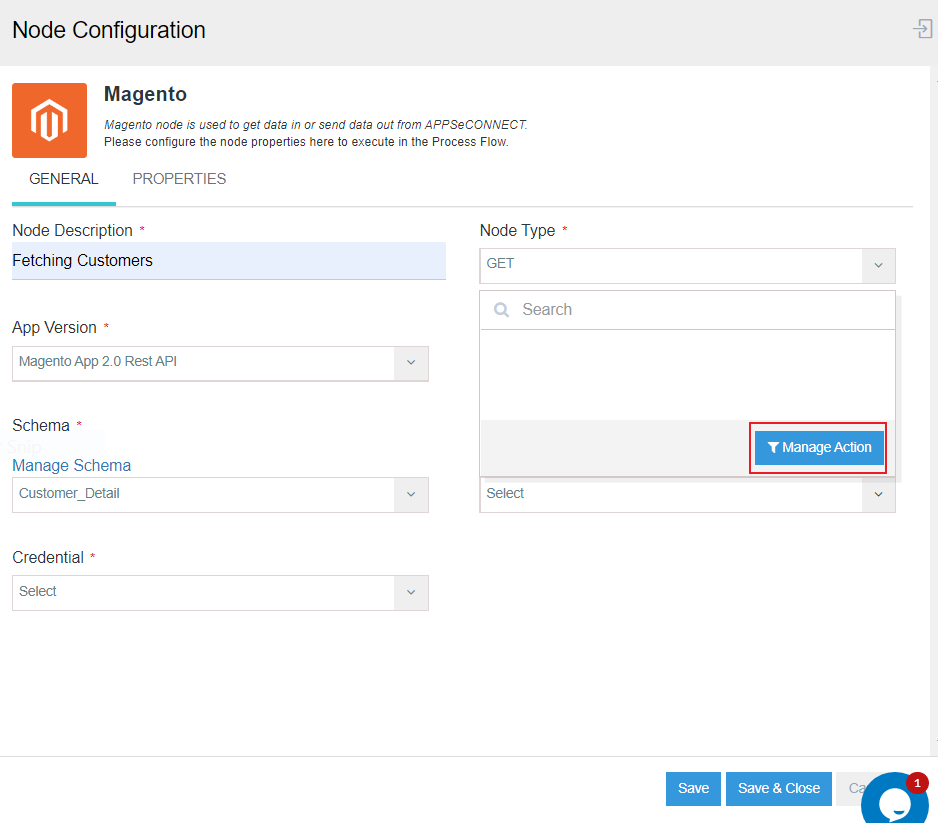 Node Configuration
Magento
Magento node is used to get data in or send data out from APPSeCONNECT.
Please configure the node properties here to execute in the Process Flow.
GENERAL PROPERTIES
Node Description *
Fetching Customers
Node Type *
GET
Search
App Version *
Magento App 2.0 Rest API
Schema *
Snip
Manage Schema
Manage Action
Customer_Detail
Select
Credential *
Select
Save
Save & Close
Ca
1